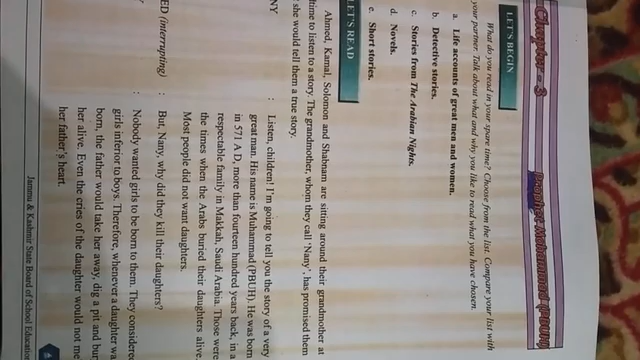 Chapter - 3
Prophet Muhammad (PBUH)
LET'S BEGIN
What do you read in your spare time? Choose from the list. Compare your list with
your partner. Talk about what and why you like to read what you have chosen.
a. Life accounts of great men and women.
b. Detective stories.
c. Stories from The Arabian Nights.
d. Novels.
e. Short stories.
LET'S READ
Ahmed, Kamal, Solomon and Shabnam are sitting around their grandmother at
time to listen to a story. The grandmother, whom they call 'Nany', has promised them
she would tell them a true story.
NY : Listen, children! I'm going to tell you the story of a very
great man. His name is Muhammad (PBUH). He was born
in 571 A D, more than fourteen hundred years back, in a
respectable family in Makkah, Saudi Arabia. Those were
the times when the Arabs buried their daughters alive.
Most people did not want daughters.
ED (interrupting) : But, Nany, why did they kill their daughters?
: Nobody wanted girls to be born to them. They considered
girls inferior to boys. Therefore, whenever a daughter wa
born, the father would take her away, dig a pit and bur
her alive. Even the cries of the daughter would not me
her father's heart.
Jammu & Kashmir State Board of School Education